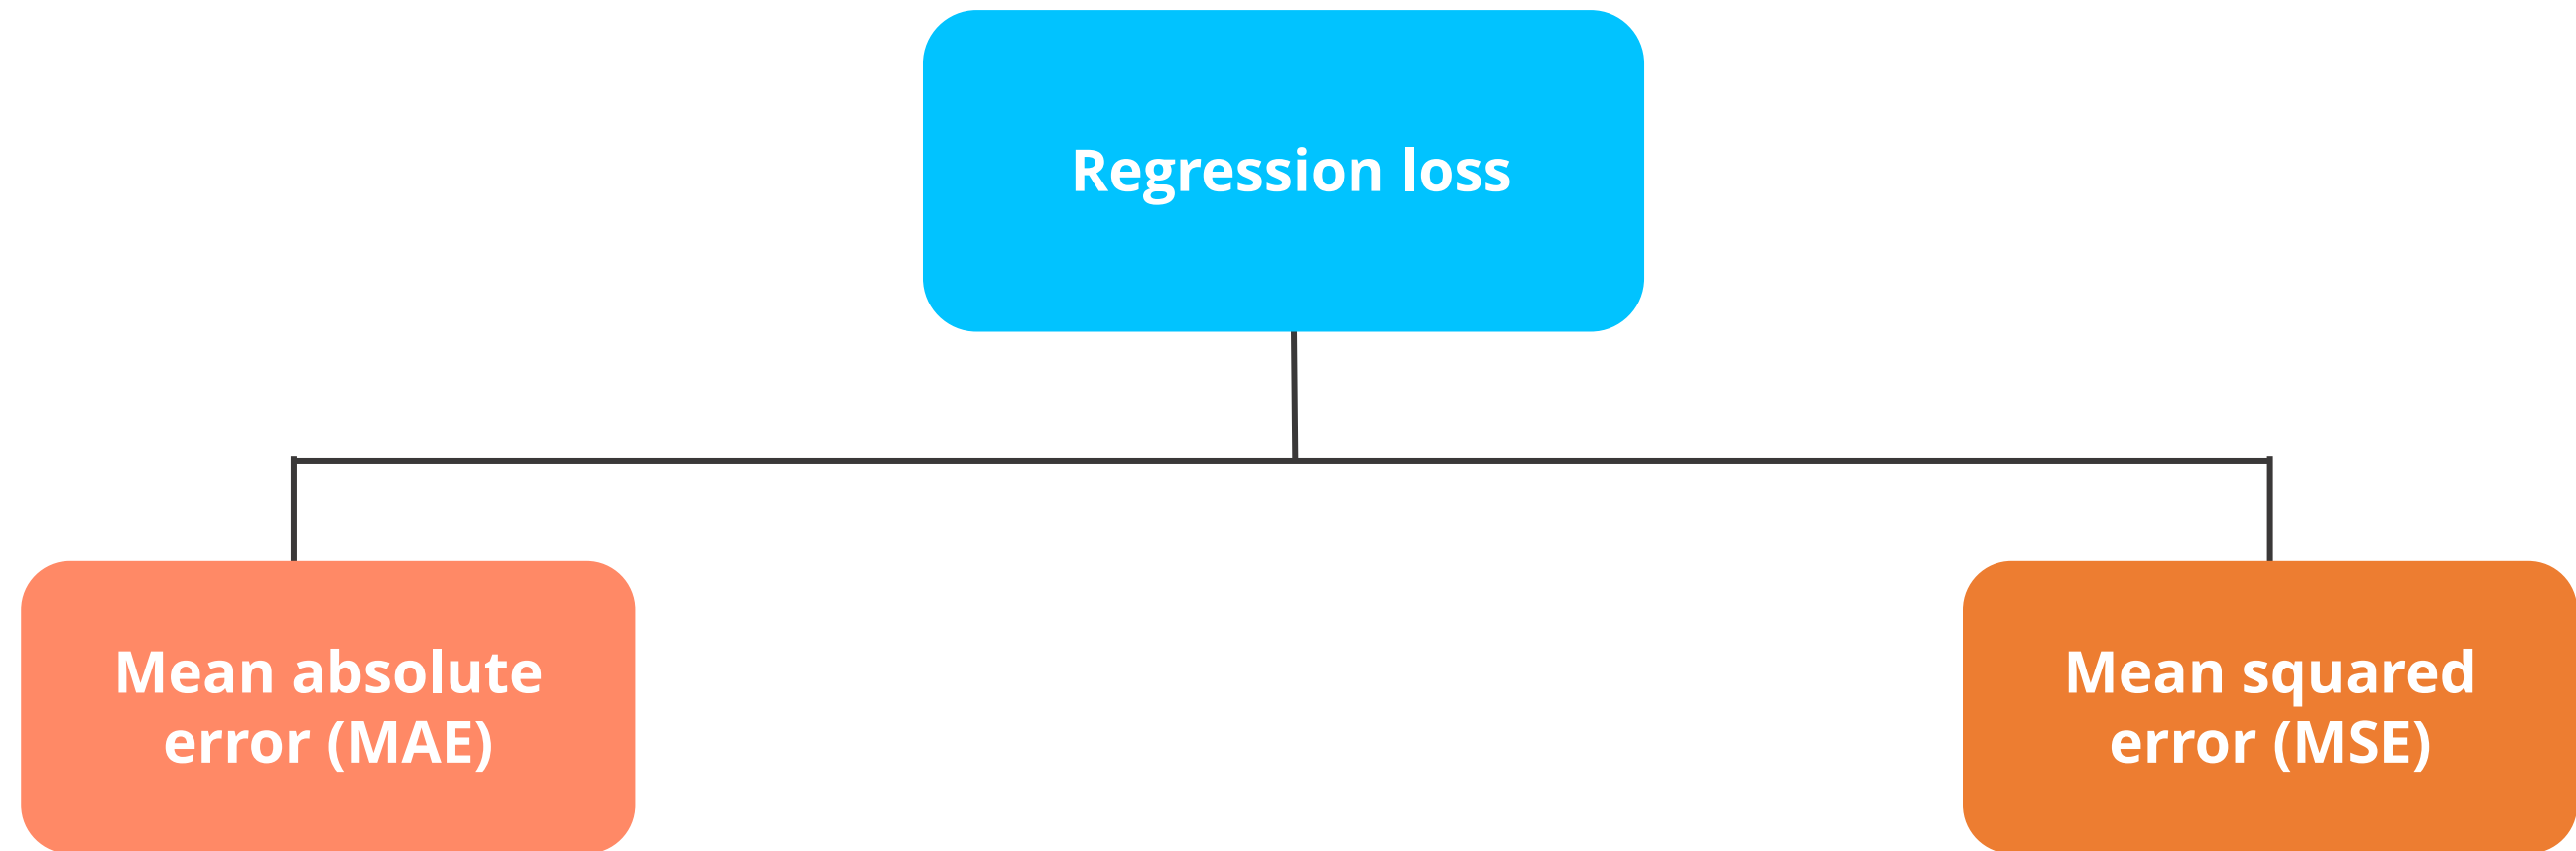 Regression loss
Mean absolute
error (MAE)
Mean squared
error (MSE)